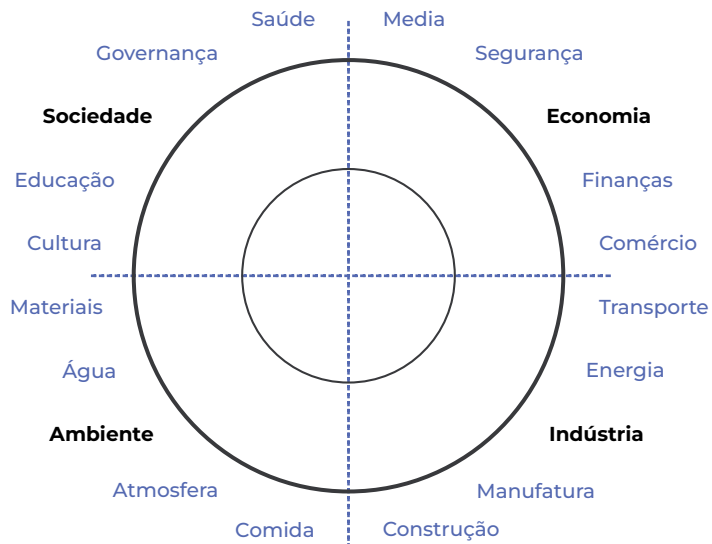 Saúde
Media
Governança
Segurança
Sociedade
Economia
Educação
Finanças
Cultura
Comércio
Materiais
Transporte
Água
Energia
Ambiente
Indústria
Atmosfera
Manufatura
Comida
Construção